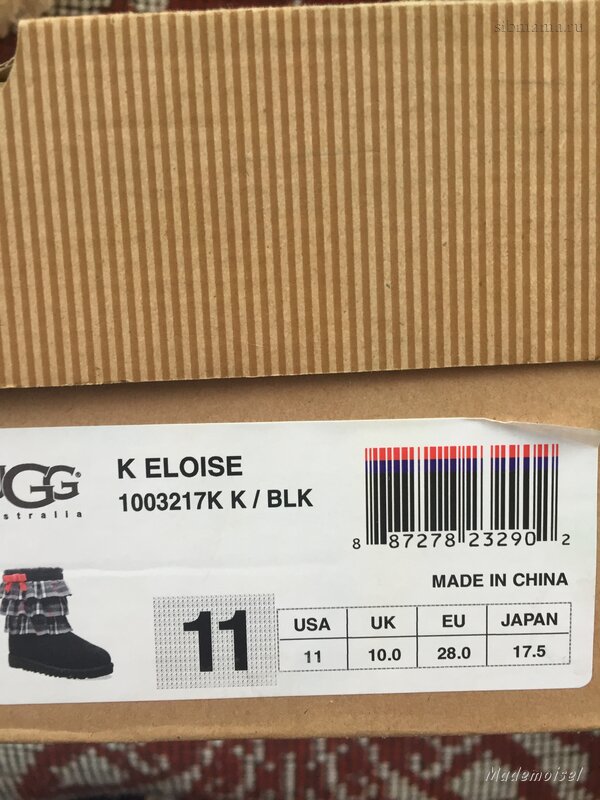 sibmama.ru
UGG®
australia
K ELOISE
1003217K K / BLK
8 87278 23290 2
MADE IN CHINA
11
USA UK EU JAPAN
11 10.0 28.0 17.5
Mademoisel